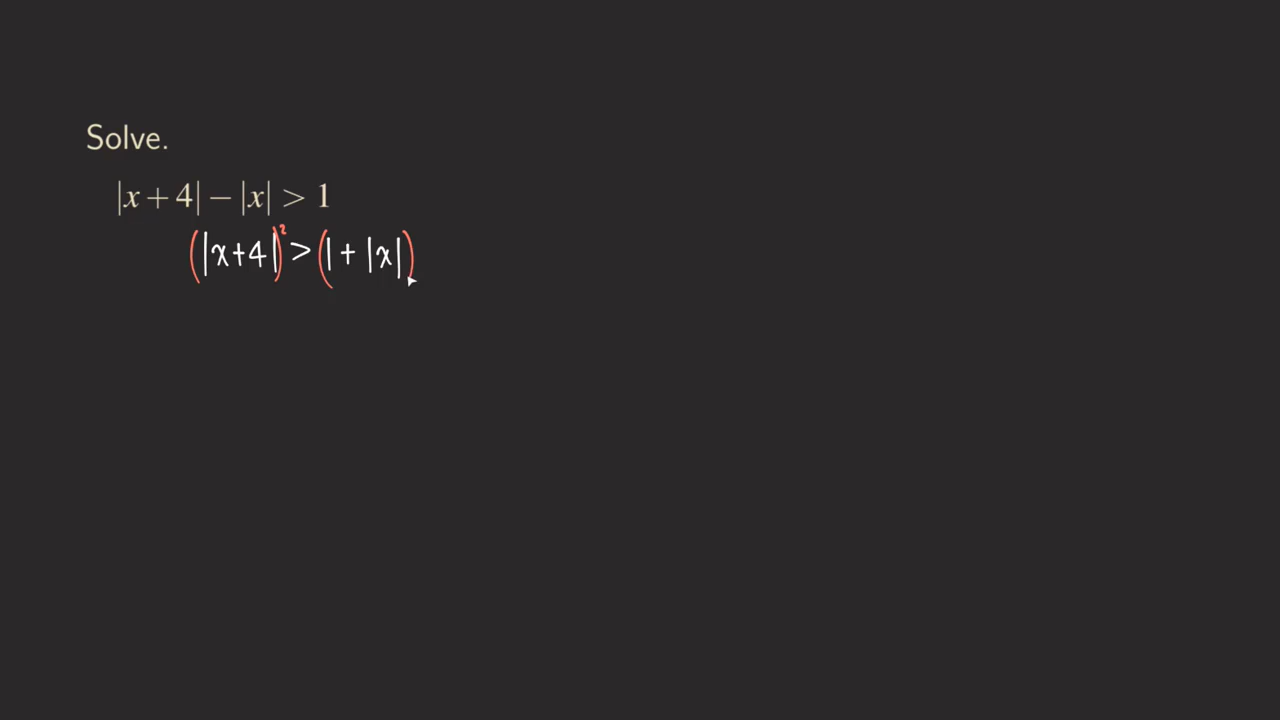 Solve.
|x + 4| − |x| > 1
(|x+4|)² > (1 + |x|)